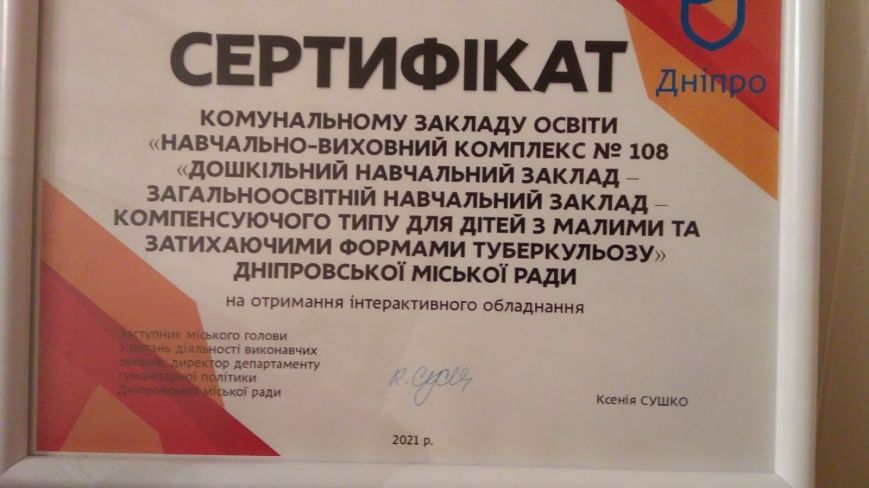 Дніпро
СЕРТИФІКАТ
КОМУНАЛЬНОМУ ЗАКЛАДУ ОСВІТИ
«НАВЧАЛЬНО-ВИХОВНИЙ КОМПЛЕКС № 108
«ДОШКІЛЬНИЙ НАВЧАЛЬНИЙ ЗАКЛАД –
ЗАГАЛЬНООСВІТНІЙ НАВЧАЛЬНИЙ ЗАКЛАД –
КОМПЕНСУЮЧОГО ТИПУ ДЛЯ ДІТЕЙ З МАЛИМИ ТА
ЗАТИХАЮЧИМИ ФОРМАМИ ТУБЕРКУЛЬОЗУ»
ДНІПРОВСЬКОЇ МІСЬКОЇ РАДИ
на отримання інтерактивного обладнання
Заступник міського голови
з питань діяльності виконавчих
органів, директор департаменту
гуманітарної політики
Дніпровської міської ради
Ксенія СУШКО
2021 р.